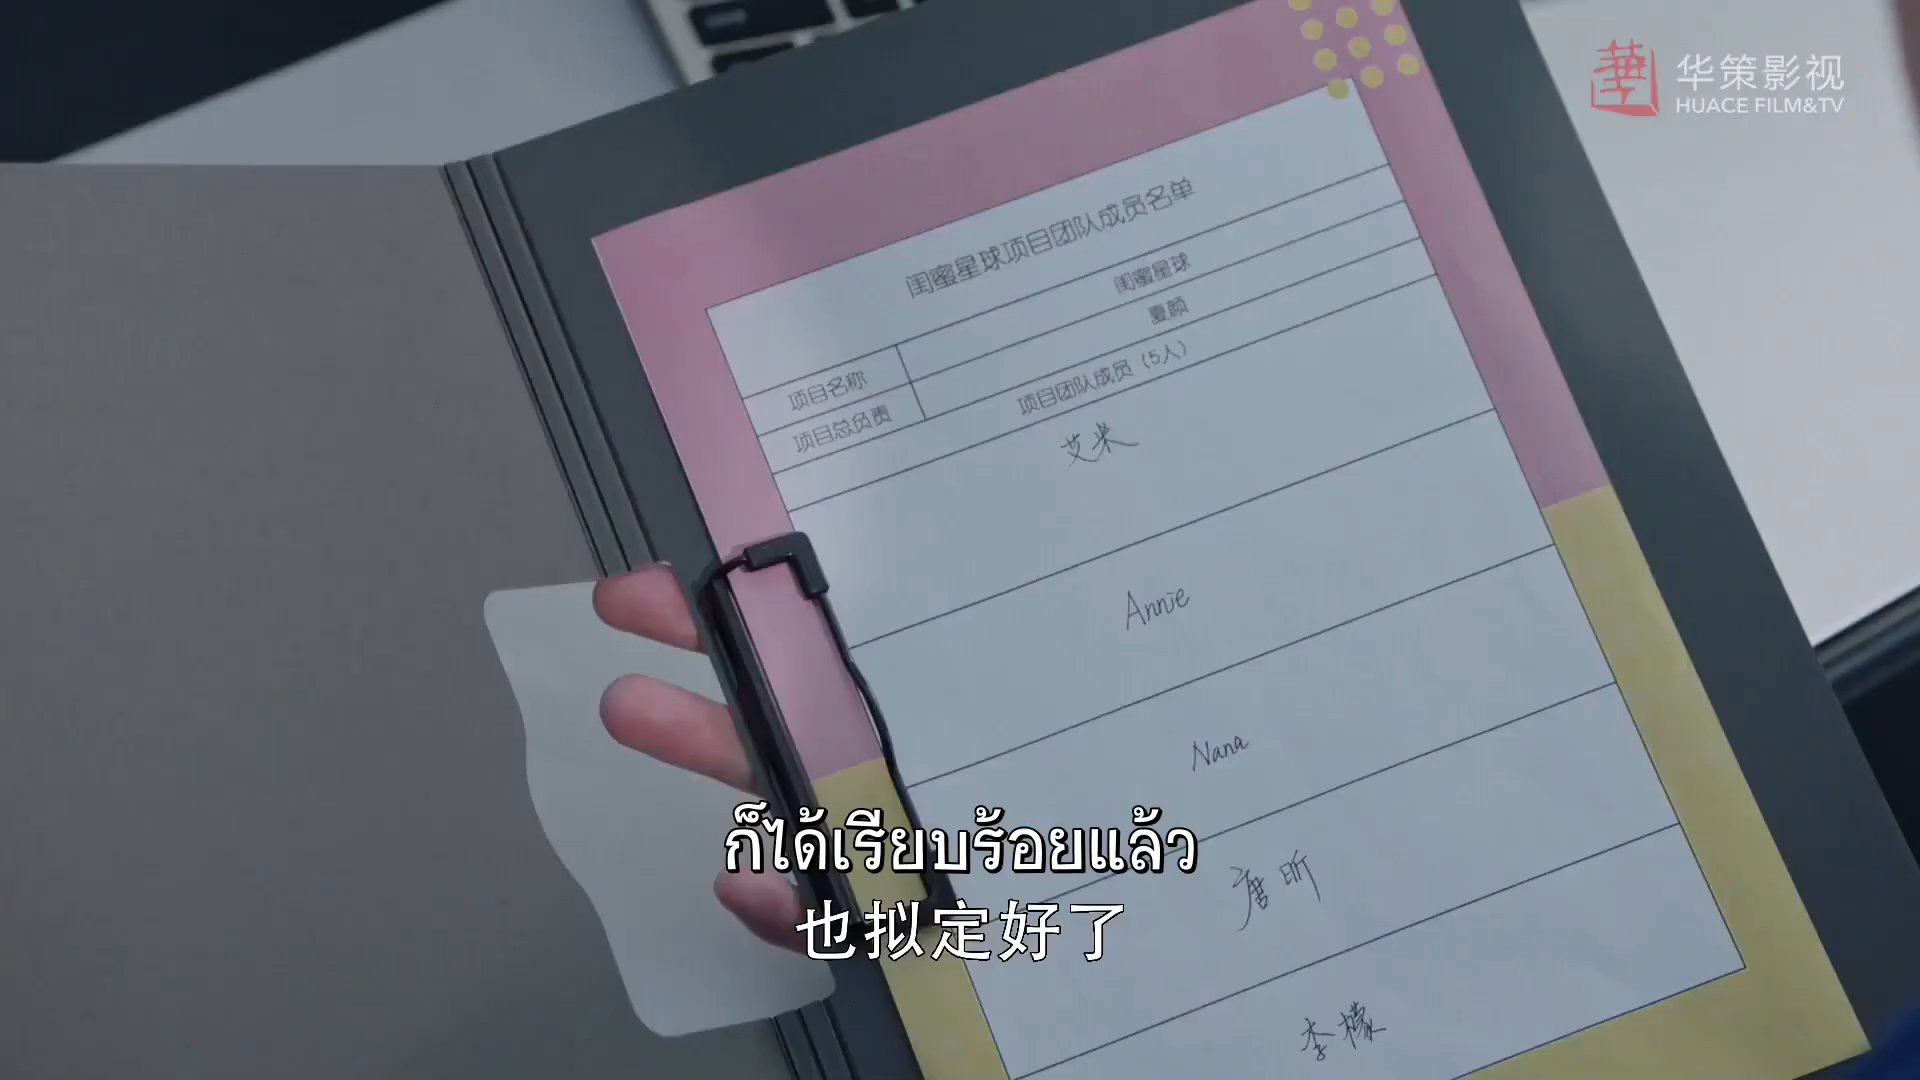 华策影视
HUACE FILM&TV
闺蜜星球项目团队成员名单
项目名称 闺蜜星球
项目总负责 夏颜
项目团队成员（5人）
艾米
Annie
Nana
唐昕
李檬
ก็ได้เรียบร้อยแล้ว
也拟定好了